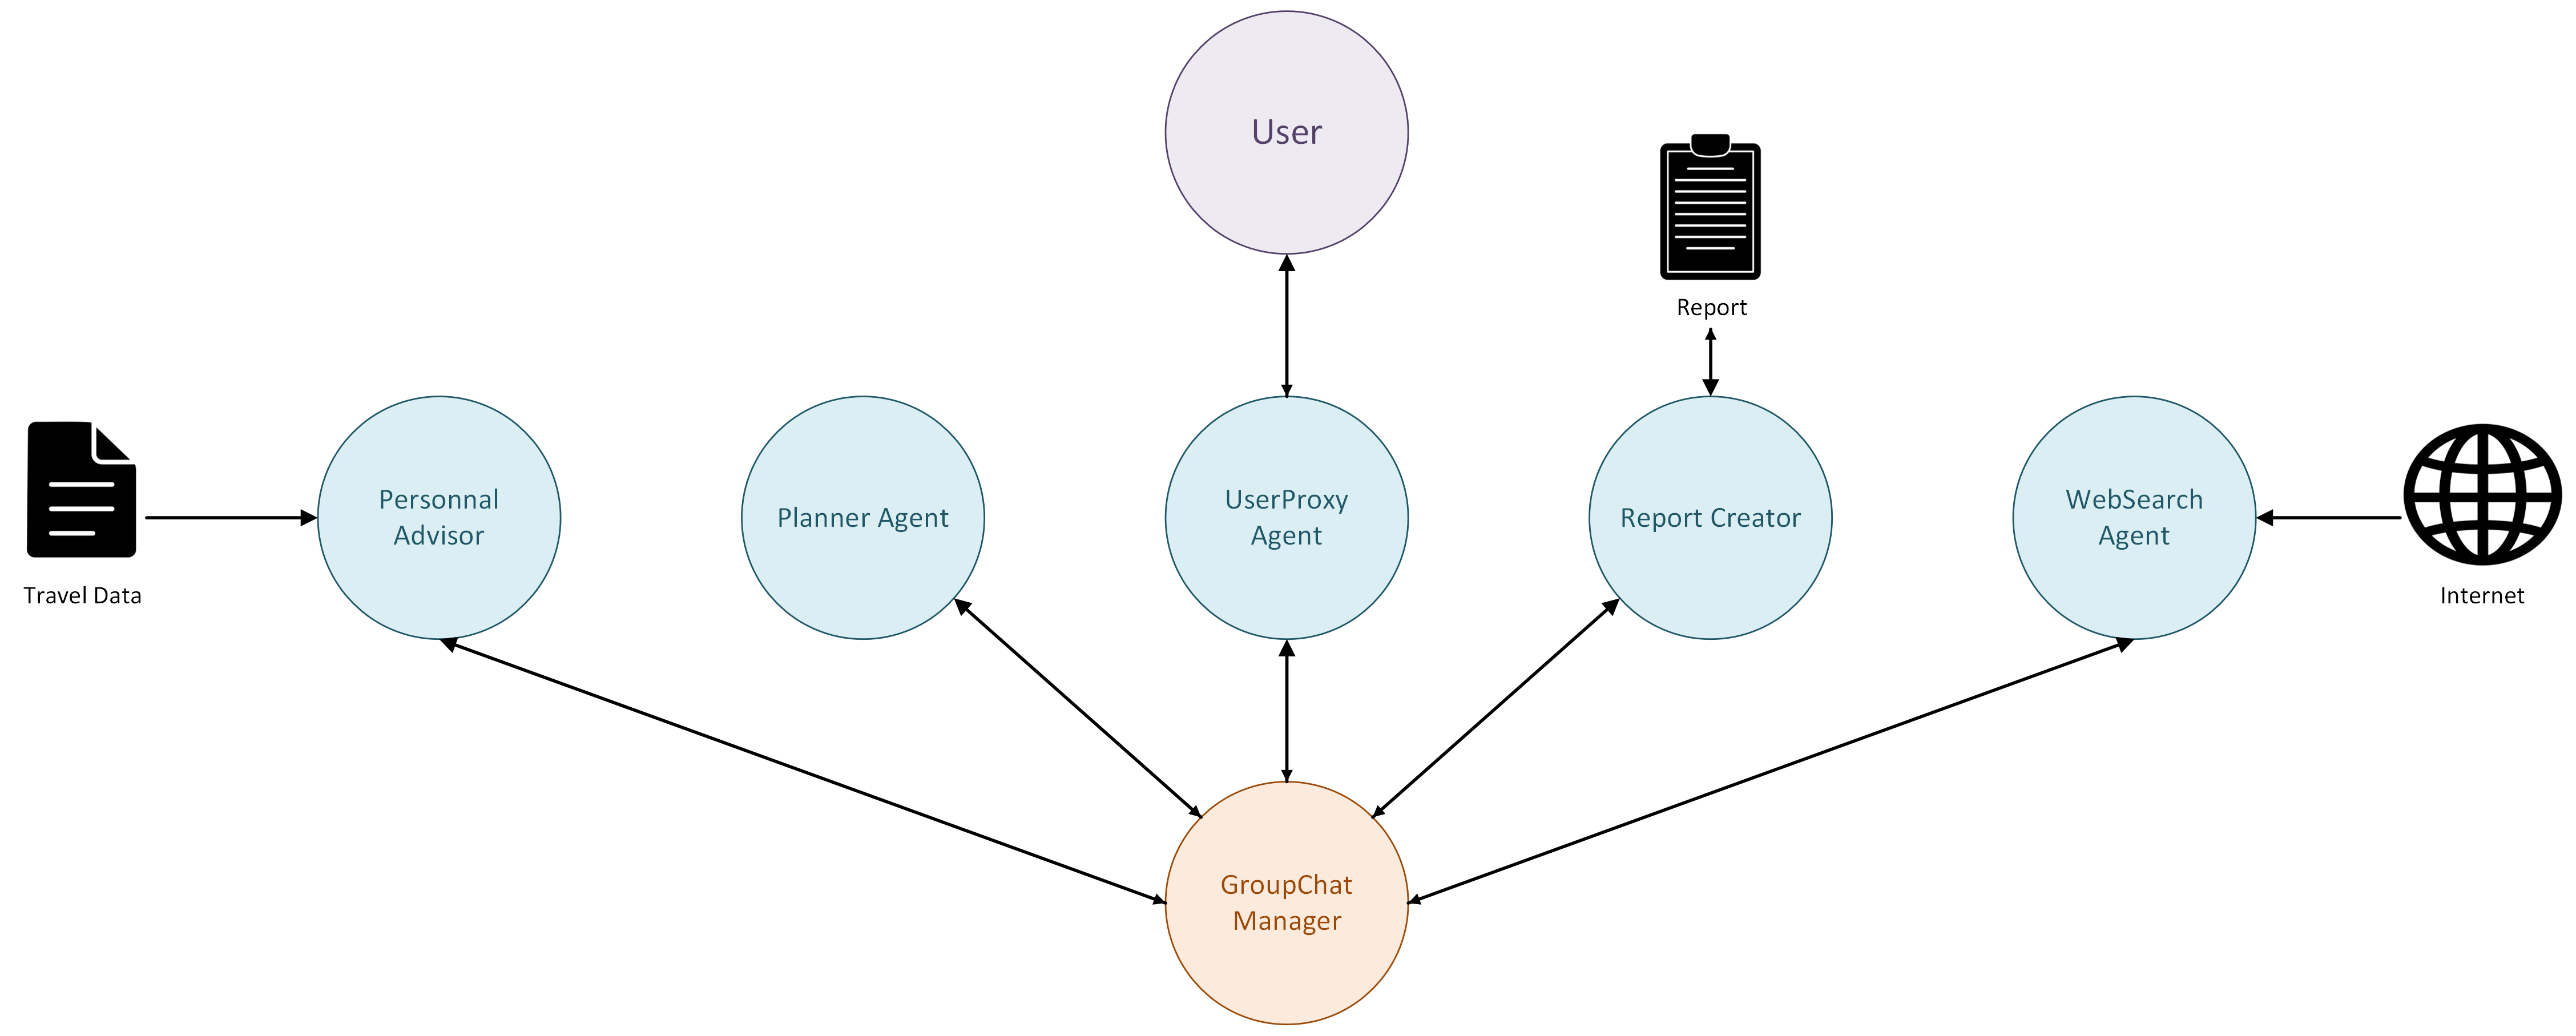 User
Report
Personnal
Advisor
Planner Agent
UserProxy
Agent
Report Creator
WebSearch
Agent
Travel Data
Internet
GroupChat
Manager